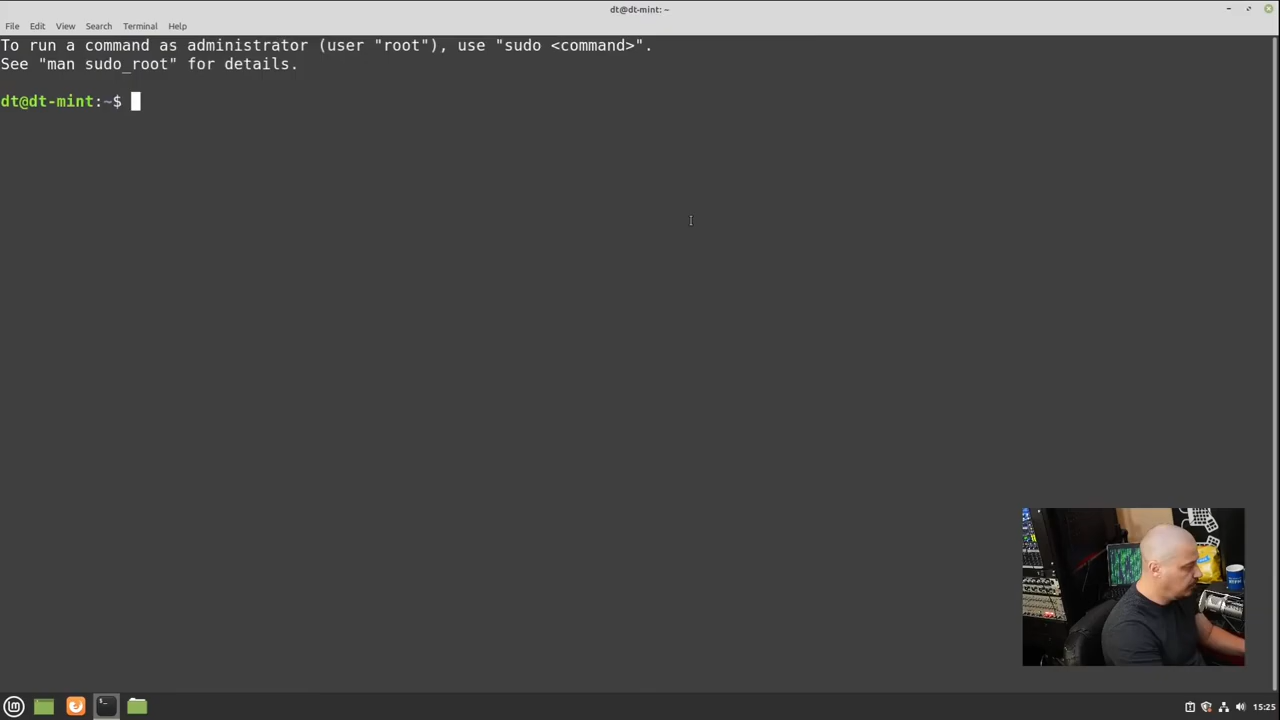 dt@dt-mint: ~
File Edit View Search Terminal Help
To run a command as administrator (user "root"), use "sudo <command>".
See "man sudo_root" for details.
dt@dt-mint:~$
15:25